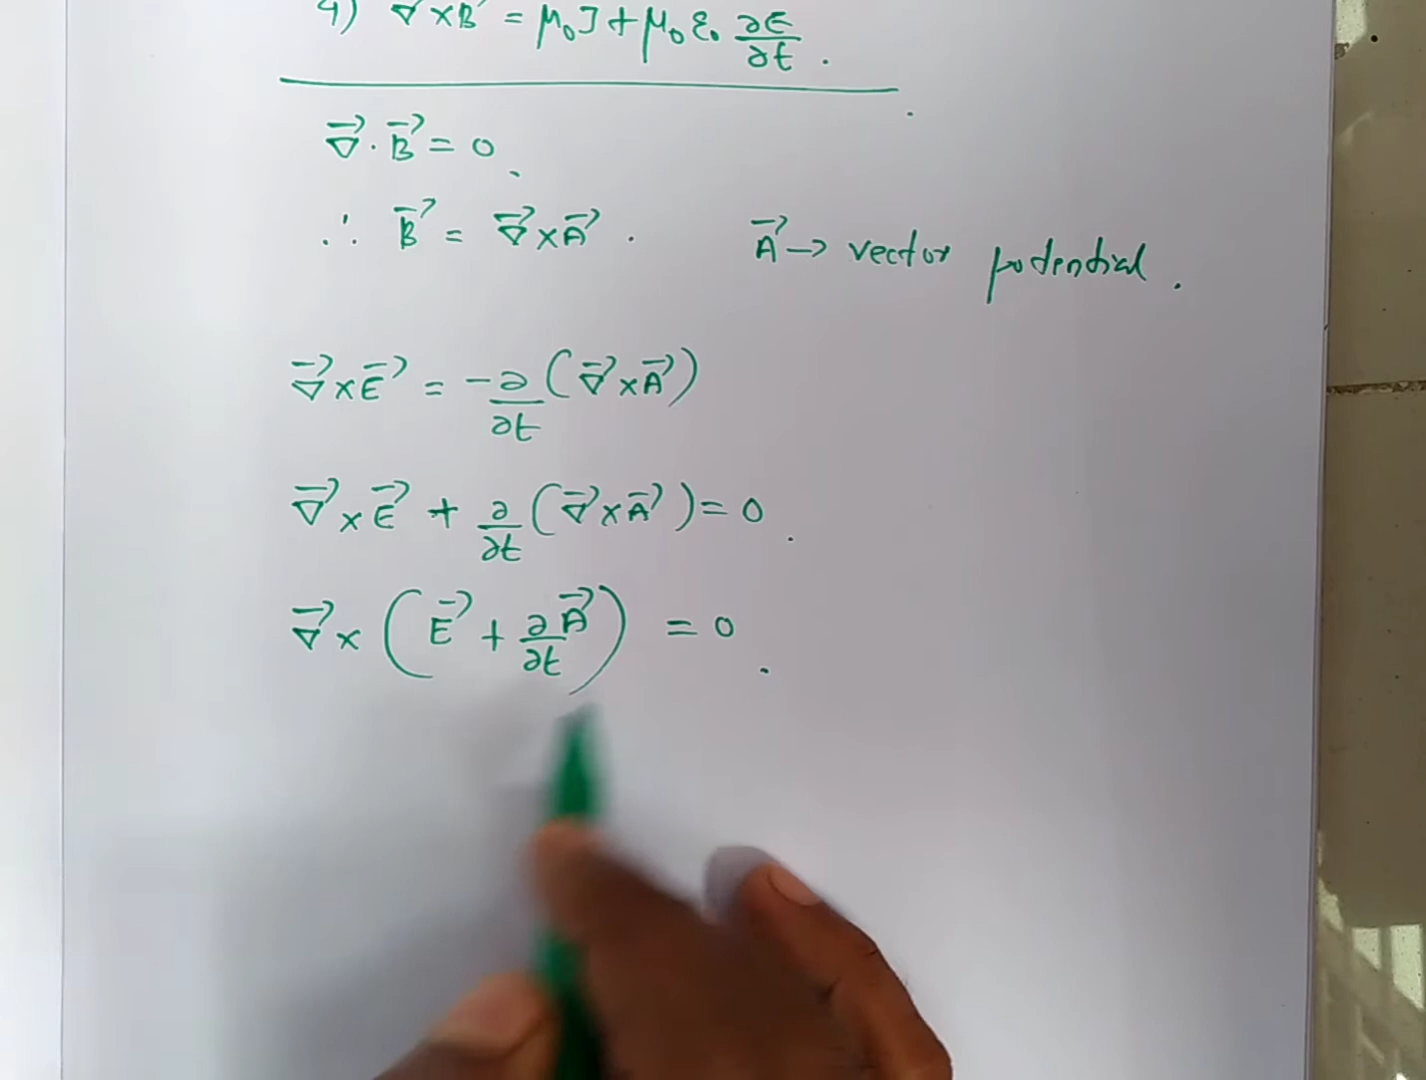 4) ∇×B = μ₀J + μ₀ε₀ ∂E/∂t .
∇⃗.B⃗ = 0
∴ B⃗ = ∇⃗×A⃗ . A⃗ → vector potential .
∇⃗×E⃗ = -∂/∂t (∇⃗×A⃗)
∇⃗×E⃗ + ∂/∂t (∇⃗×A⃗) = 0 .
∇⃗× (E⃗ + ∂A⃗/∂t) = 0 .